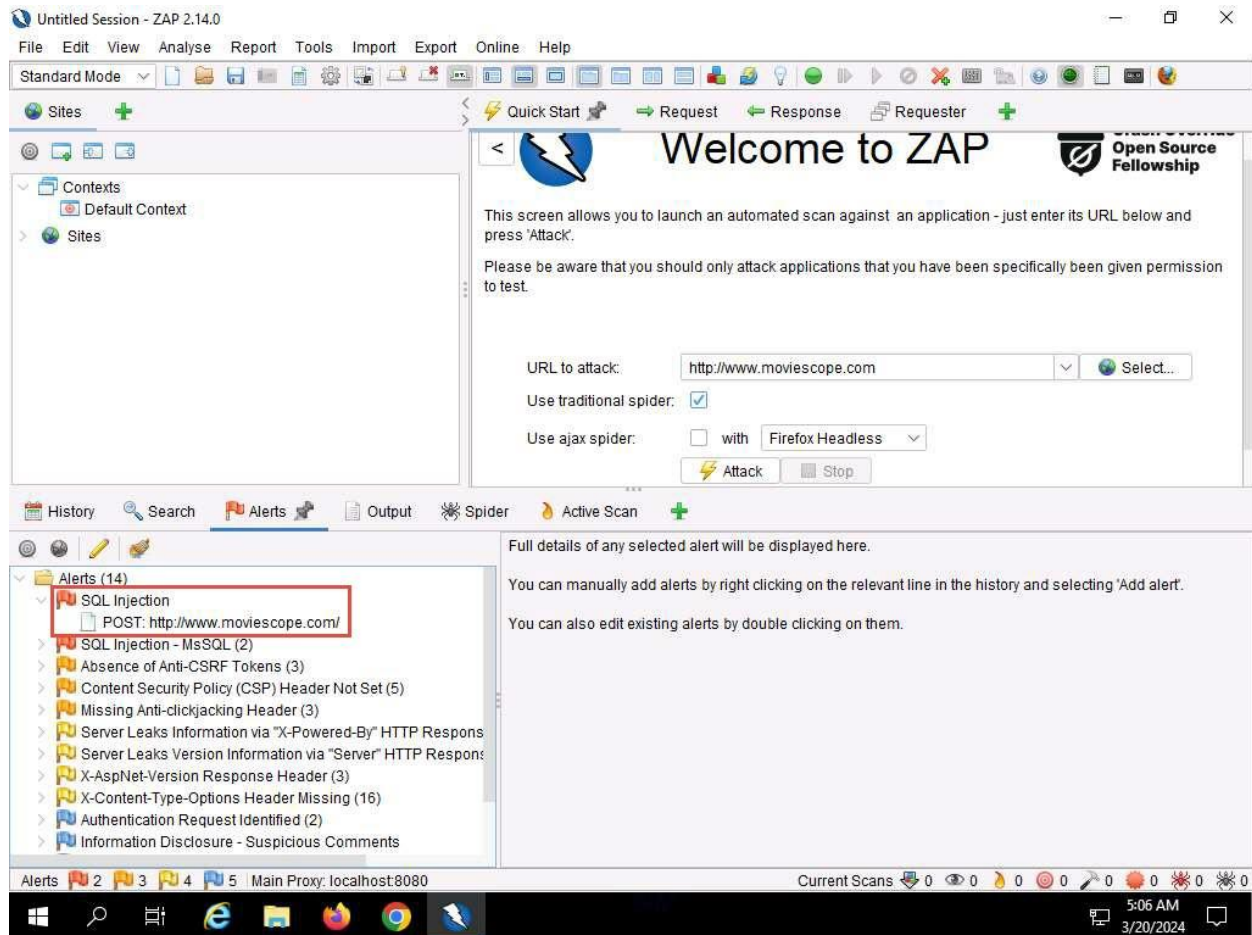 Untitled Session - ZAP 2.14.0
File Edit View Analyse Report Tools Import Export Online Help
Standard Mode
Sites
Quick Start Request Response Requester
< Welcome to ZAP
Open Source
Fellowship
Contexts
Default Context
Sites
This screen allows you to launch an automated scan against an application - just enter its URL below and
press 'Attack'.
Please be aware that you should only attack applications that you have been specifically been given permission
to test.
URL to attack: http://www.moviescope.com Select...
Use traditional spider:
Use ajax spider: with Firefox Headless
Attack Stop
History Search Alerts Output Spider Active Scan
Full details of any selected alert will be displayed here.
You can manually add alerts by right clicking on the relevant line in the history and selecting 'Add alert'.
You can also edit existing alerts by double clicking on them.
Alerts (14)
SQL Injection
POST: http://www.moviescope.com/
SQL Injection - MsSQL (2)
Absence of Anti-CSRF Tokens (3)
Content Security Policy (CSP) Header Not Set (5)
Missing Anti-clickjacking Header (3)
Server Leaks Information via "X-Powered-By" HTTP Respons
Server Leaks Version Information via "Server" HTTP Respons
X-AspNet-Version Response Header (3)
X-Content-Type-Options Header Missing (16)
Authentication Request Identified (2)
Information Disclosure - Suspicious Comments
Alerts 2 3 4 5 Main Proxy: localhost:8080 Current Scans 0 0 0 0 0 0 0 0
5:06 AM
3/20/2024